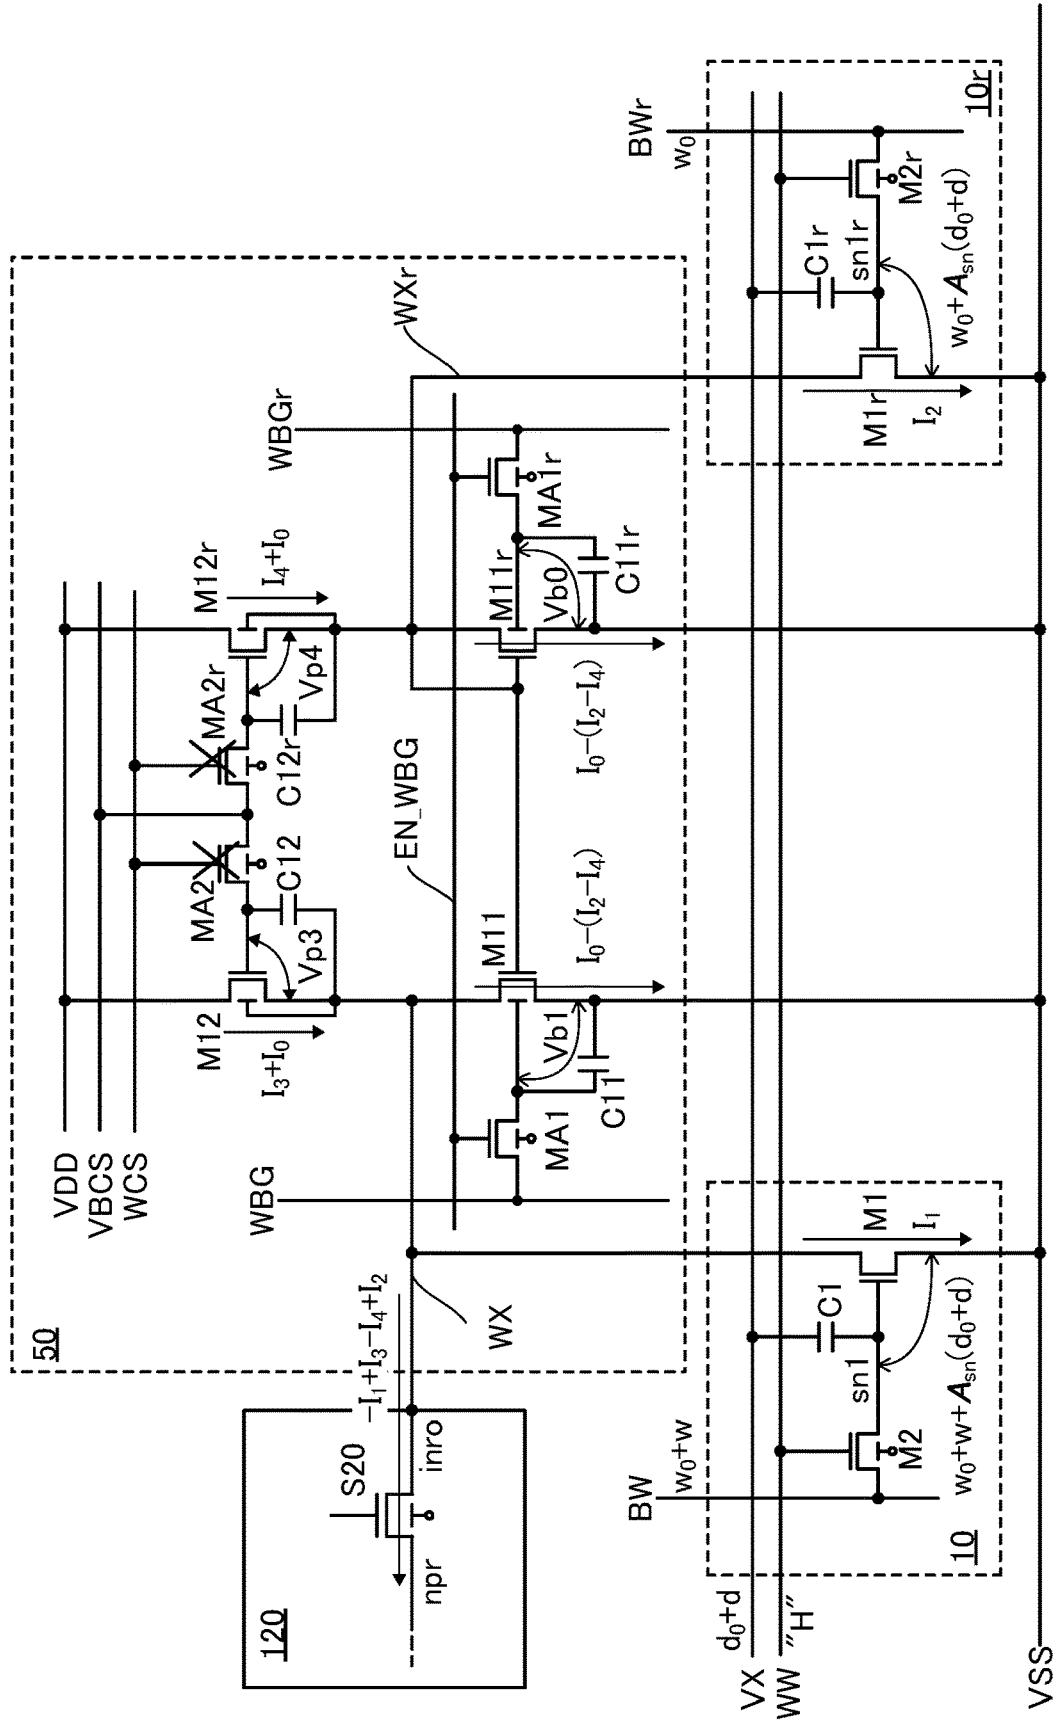 50
VDD
VBCS
WCS
M12
I₃+I₀
MA2
Vp3
C12
MA2r
C12r
Vp4
M12r
I₄+I₀
WBG
EN_WBG
WBGr
WXr
MA1
Vb1
C11
M11
I₀-(I₂-I₄)
M11r
Vb0
MA1r
C11r
I₀-(I₂-I₄)
120
S20
npr
inro
-I₁+I₃-I₄+I₂
WX
BW
w₀+w
BWr
w₀
d₀+d
VX
WW
"H"
10
M2
sn1
C1
M1
I₁
w₀+w+Aₛₙ(d₀+d)
10r
M1r
I₂
C1r
sn1r
M2r
w₀+Aₛₙ(d₀+d)
VSS